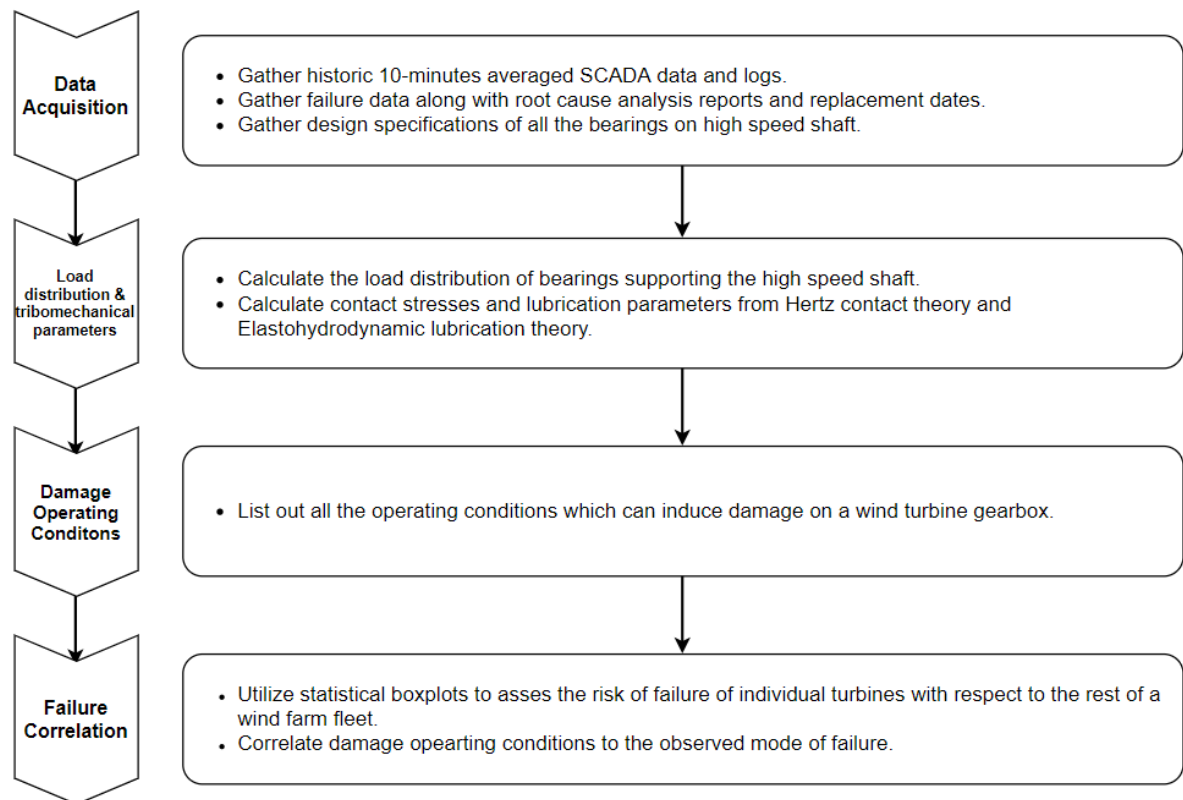 Data
Acquisition
• Gather historic 10-minutes averaged SCADA data and logs.
• Gather failure data along with root cause analysis reports and replacement dates.
• Gather design specifications of all the bearings on high speed shaft.
Load
distribution &
tribomechanical
parameters
• Calculate the load distribution of bearings supporting the high speed shaft.
• Calculate contact stresses and lubrication parameters from Hertz contact theory and
Elastohydrodynamic lubrication theory.
Damage
Operating
Conditons
• List out all the operating conditions which can induce damage on a wind turbine gearbox.
Failure
Correlation
• Utilize statistical boxplots to asses the risk of failure of individual turbines with respect to the rest of a
wind farm fleet.
• Correlate damage opearting conditions to the observed mode of failure.